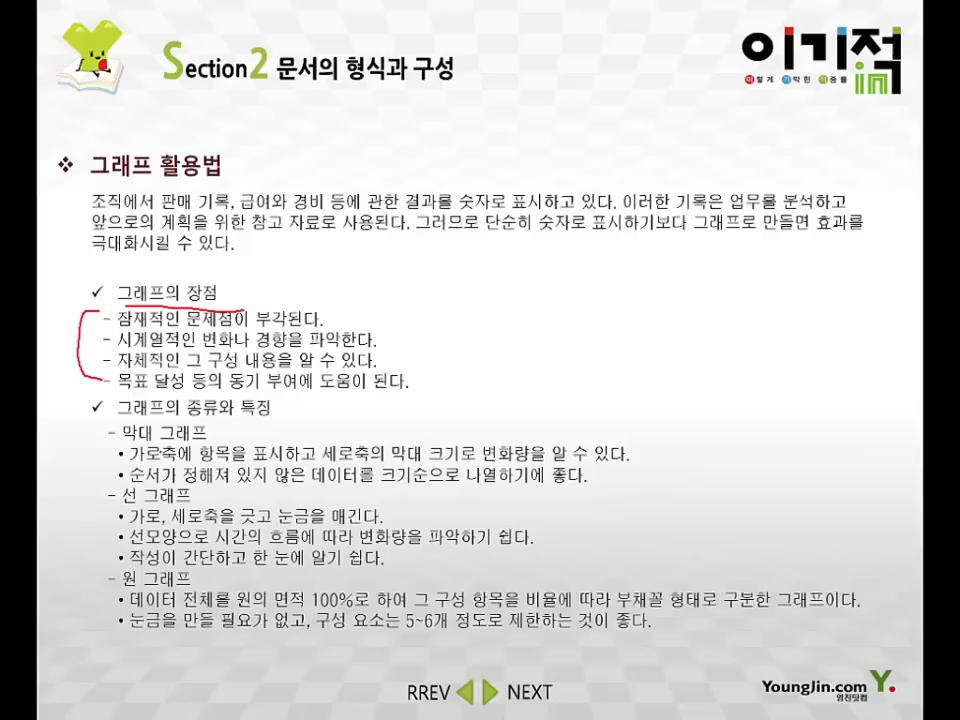 Section2 문서의 형식과 구성
이기적in
이렇게 기막힌 적중률
❖ 그래프 활용법
조직에서 판매 기록, 급여와 경비 등에 관한 결과를 숫자로 표시하고 있다. 이러한 기록은 업무를 분석하고
앞으로의 계획을 위한 참고 자료로 사용된다. 그러므로 단순히 숫자로 표시하기보다 그래프로 만들면 효과를
극대화시킬 수 있다.
✓ 그래프의 장점
- 잠재적인 문제점이 부각된다.
- 시계열적인 변화나 경향을 파악한다.
- 자체적인 그 구성 내용을 알 수 있다.
- 목표 달성 등의 동기 부여에 도움이 된다.
✓ 그래프의 종류와 특징
- 막대 그래프
• 가로축에 항목을 표시하고 세로축의 막대 크기로 변화량을 알 수 있다.
• 순서가 정해져 있지 않은 데이터를 크기순으로 나열하기에 좋다.
- 선 그래프
• 가로, 세로축을 긋고 눈금을 매긴다.
• 선모양으로 시간의 흐름에 따라 변화량을 파악하기 쉽다.
• 작성이 간단하고 한 눈에 알기 쉽다.
- 원 그래프
• 데이터 전체를 원의 면적 100%로 하여 그 구성 항목을 비율에 따라 부채꼴 형태로 구분한 그래프이다.
• 눈금을 만들 필요가 없고, 구성 요소는 5~6개 정도로 제한하는 것이 좋다.
RREV NEXT
YoungJin.com Y.
영진닷컴